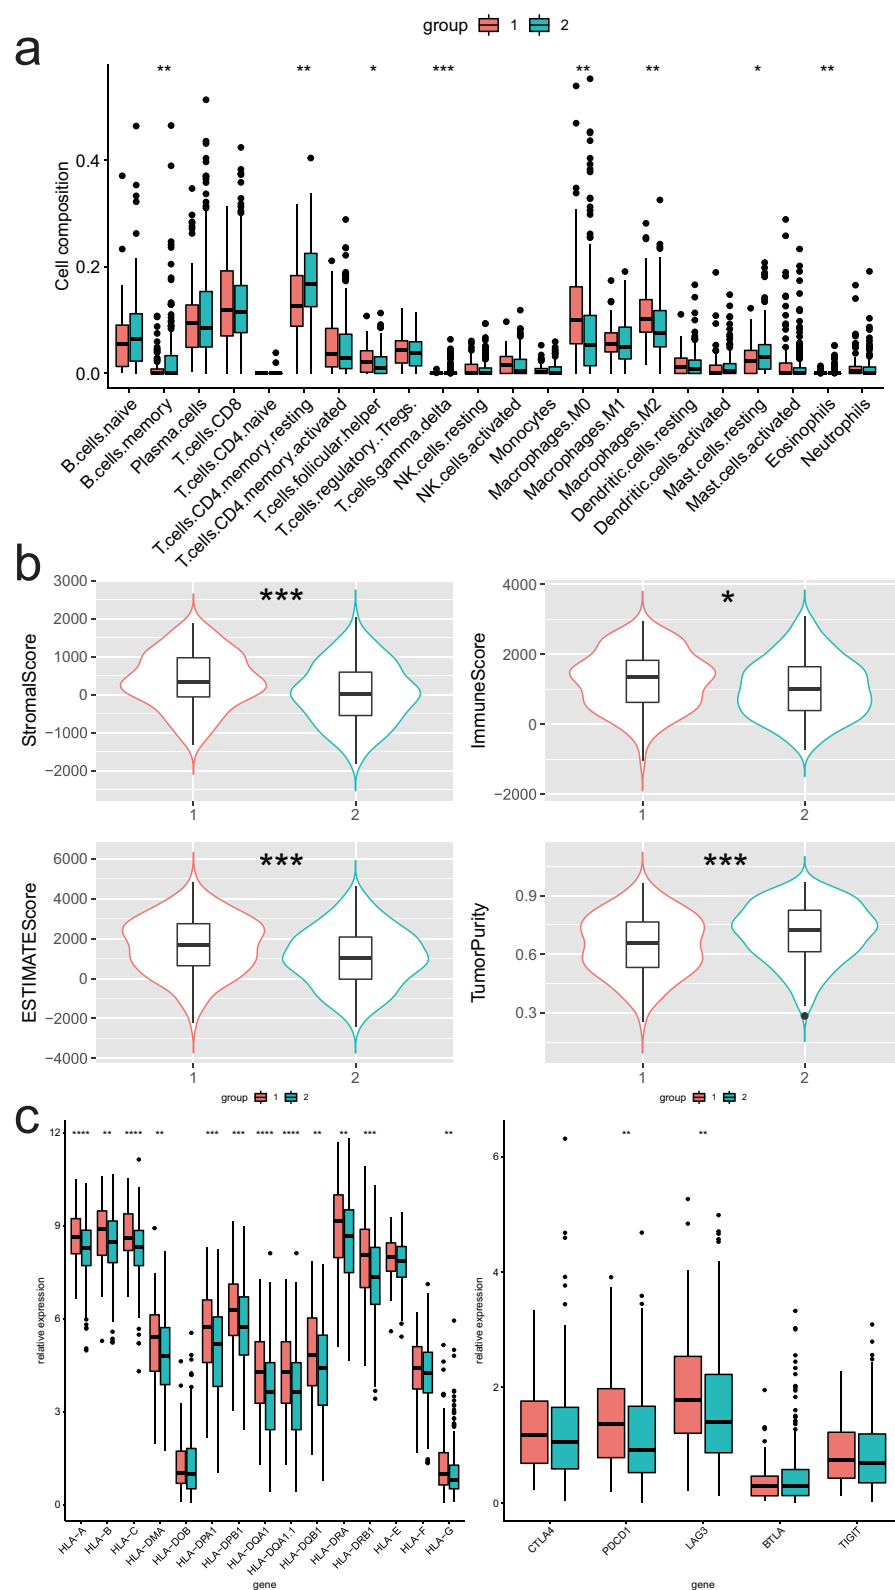 group 1 2
a
** ** * *** ** ** * **
Cell composition
0.4
0.2
0.0
B.cells.naive
B.cells.memory
Plasma.cells
T.cells.CD8
T.cells.CD4.naive
T.cells.CD4.memory.resting
T.cells.CD4.memory.activated
T.cells.follicular.helper
T.cells.regulatory..Tregs.
T.cells.gamma.delta
NK.cells.resting
NK.cells.activated
Monocytes
Macrophages.M0
Macrophages.M1
Macrophages.M2
Dendritic.cells.resting
Dendritic.cells.activated
Mast.cells.resting
Mast.cells.activated
Eosinophils
Neutrophils
b
StromalScore
3000
2000
1000
0
−1000
−2000
***
1 2
ImmuneScore
4000
2000
0
−2000
*
1 2
ESTIMATEScore
6000
4000
2000
0
−2000
−4000
***
1 2
TumorPurity
0.9
0.6
0.3
***
1 2
c
group 1 2
relative expression
12
9
6
3
0
**** ** **** ** *** *** **** **** ** ** *** **
HLA−A
HLA−B
HLA−C
HLA−DMA
HLA−DOB
HLA−DPA1
HLA−DPB1
HLA−DQA1
HLA−DQA1.1
HLA−DQB1
HLA−DRA
HLA−DRB1
HLA−E
HLA−F
HLA−G
gene
group 1 2
relative expression
6
4
2
0
** **
CTLA4
PDCD1
LAG3
BTLA
TIGIT
gene